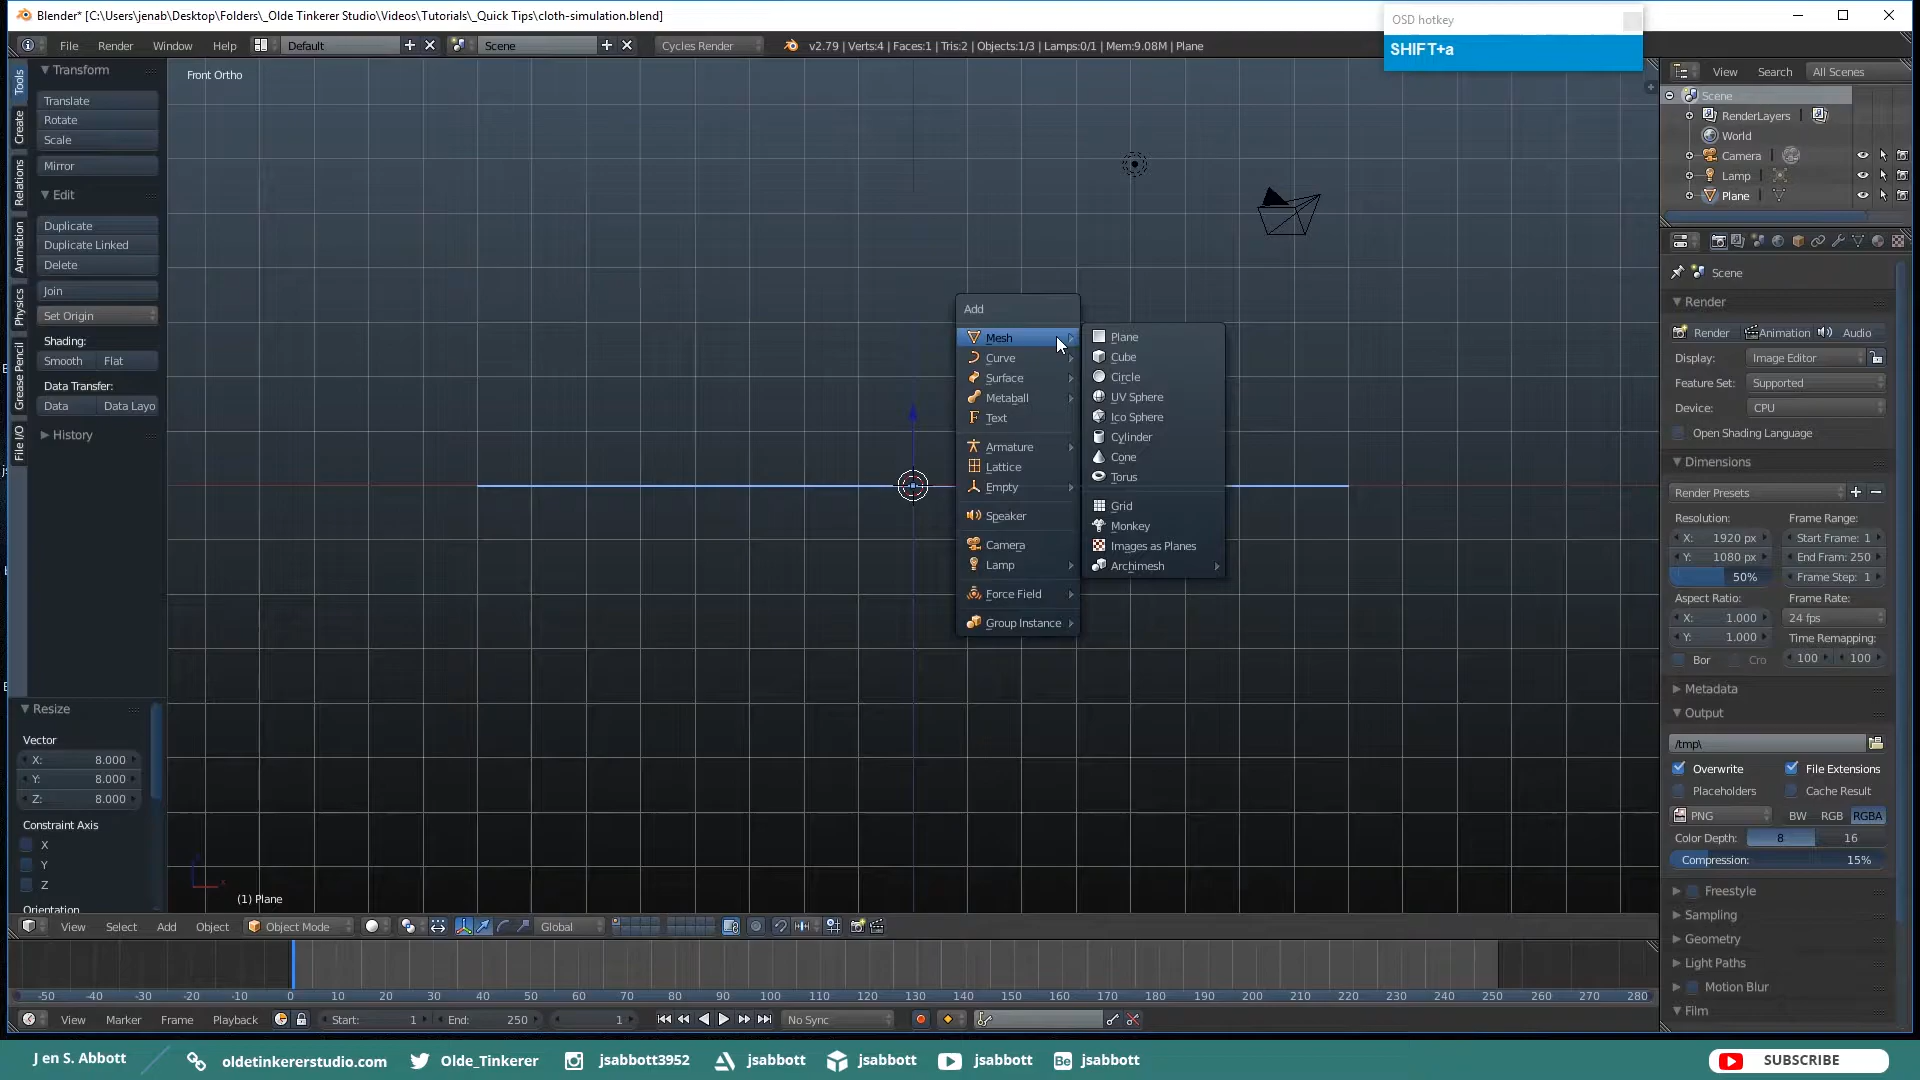 Blender* [C:\Users\jenab\Desktop\Folders\_Olde Tinkerer Studio\Videos\Tutorials\_Quick Tips\cloth-simulation.blend]
OSD hotkey
SHIFT+a
File Render Window Help Default Scene Cycles Render v2.79 | Verts:4 | Faces:1 | Tris:2 | Objects:1/3 | Lamps:0/1 | Mem:9.08M | Plane
Tools
Create
Relations
Animation
Physics
Grease Pencil
File I/O
Transform
Translate
Rotate
Scale
Mirror
Edit
Duplicate
Duplicate Linked
Delete
Join
Set Origin
Shading:
Smooth Flat
Data Transfer:
Data Data Layo
History
Resize
Vector
X: 8.000
Y: 8.000
Z: 8.000
Constraint Axis
X
Y
Z
Orientation
Front Ortho
Add
Mesh
Curve
Surface
Metaball
Text
Armature
Lattice
Empty
Speaker
Camera
Lamp
Force Field
Group Instance
Plane
Cube
Circle
UV Sphere
Ico Sphere
Cylinder
Cone
Torus
Grid
Monkey
Images as Planes
Archimesh
(1) Plane
View Select Add Object Object Mode Global
-50 -40 -30 -20 -10 0 10 20 30 40 50 60 70 80 90 100 110 120 130 140 150 160 170 180 190 200 210 220 230 240 250 260 270 280
View Marker Frame Playback Start: 1 End: 250 1 No Sync
View Search All Scenes
Scene
RenderLayers
World
Camera
Lamp
Plane
Scene
Render
Render Animation Audio
Display: Image Editor
Feature Set: Supported
Device: CPU
Open Shading Language
Dimensions
Render Presets
Resolution: Frame Range:
X: 1920 px Start Frame: 1
Y: 1080 px End Fram: 250
50% Frame Step: 1
Aspect Ratio: Frame Rate:
X: 1.000 24 fps
Y: 1.000 Time Remapping:
Bor Cro 100 100
Metadata
Output
/tmp\
Overwrite File Extensions
Placeholders Cache Result
PNG BW RGB RGBA
Color Depth: 8 16
Compression: 15%
Freestyle
Sampling
Geometry
Light Paths
Motion Blur
Film
J en S. Abbott oldetinkererstudio.com Olde_Tinkerer jsabbott3952 jsabbott jsabbott jsabbott Be jsabbott SUBSCRIBE